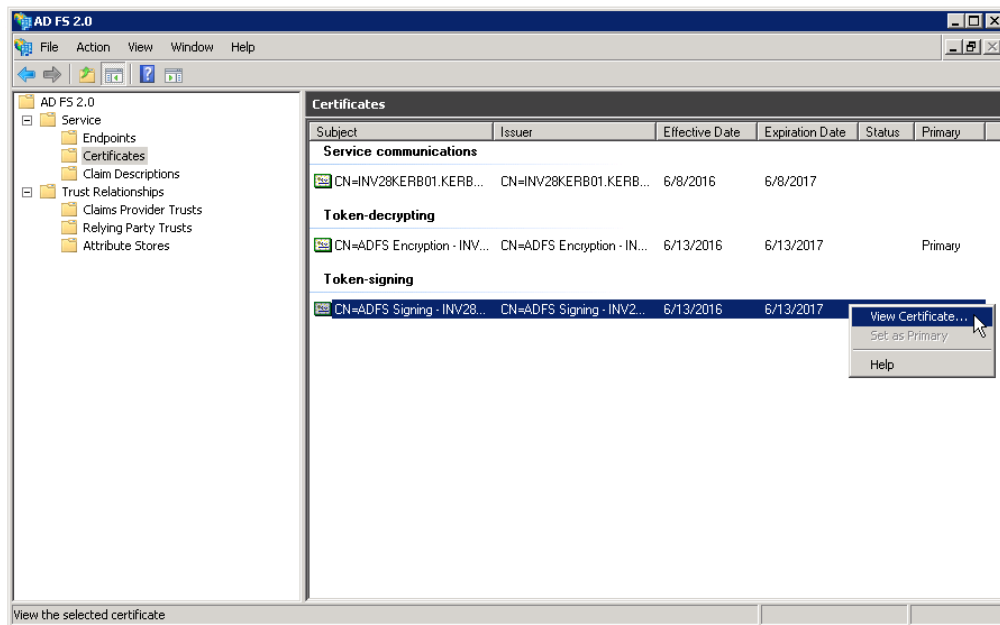 AD FS 2.0
File Action View Window Help
AD FS 2.0
Service
Endpoints
Certificates
Claim Descriptions
Trust Relationships
Claims Provider Trusts
Relying Party Trusts
Attribute Stores
Certificates
Subject Issuer Effective Date Expiration Date Status Primary
Service communications
CN=INV28KERB01.KERB... CN=INV28KERB01.KERB... 6/8/2016 6/8/2017
Token-decrypting
CN=ADFS Encryption - INV... CN=ADFS Encryption - IN... 6/13/2016 6/13/2017 Primary
Token-signing
CN=ADFS Signing - INV28... CN=ADFS Signing - INV2... 6/13/2016 6/13/2017
View Certificate...
Set as Primary
Help
View the selected certificate